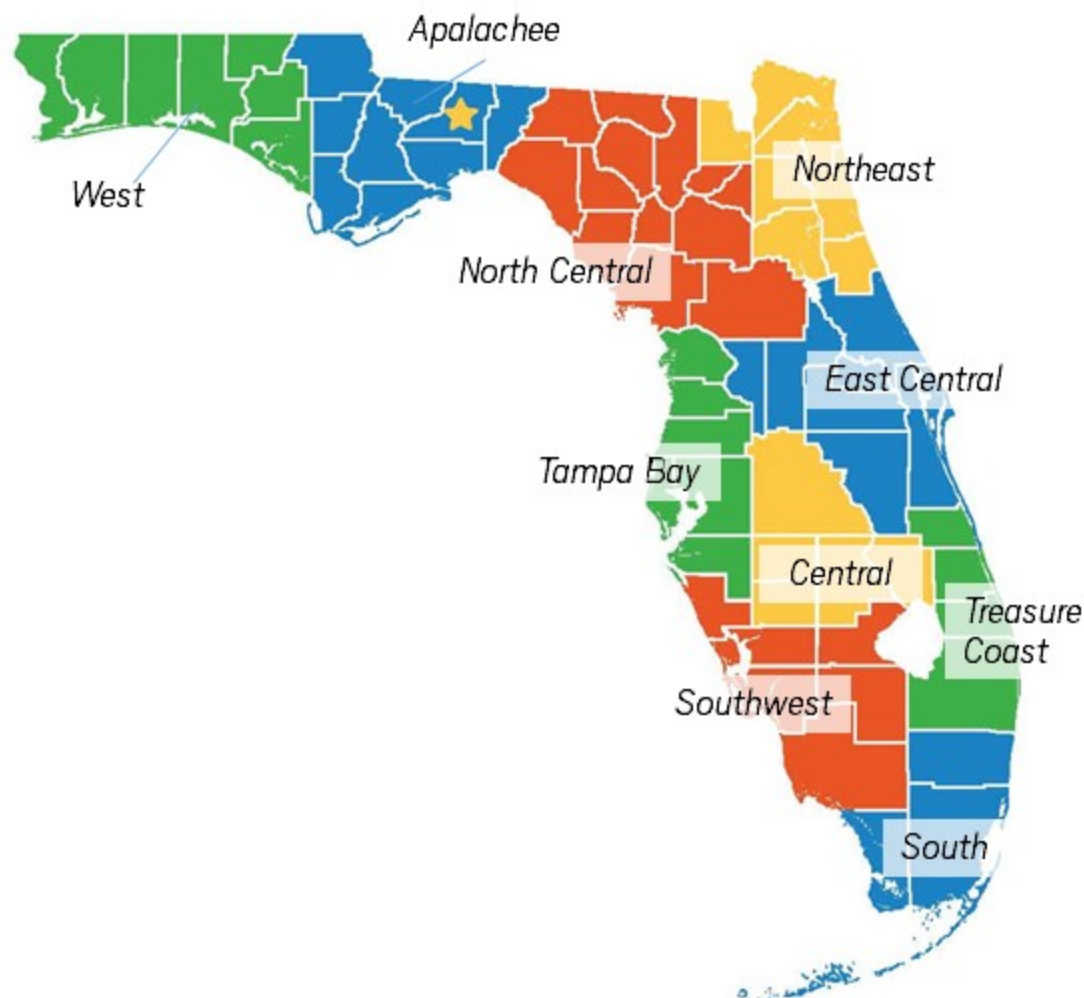 Apalachee
West
Northeast
North Central
East Central
Tampa Bay
Central
Treasure
Coast
Southwest
South